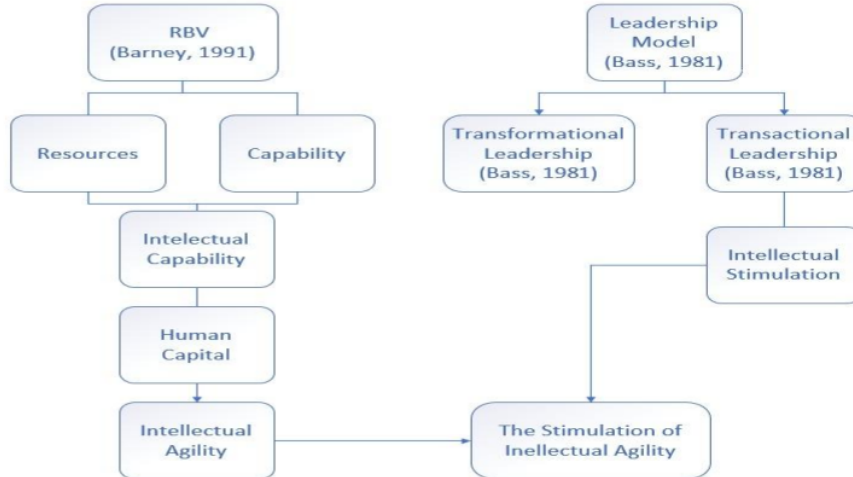 RBV
(Barney, 1991)
Leadership
Model
(Bass, 1981)
Resources
Capability
Transformational
Leadership
(Bass, 1981)
Transactional
Leadership
(Bass, 1981)
Intelectual
Capability
Intellectual
Stimulation
Human
Capital
Intellectual
Agility
The Stimulation of
Inellectual Agility